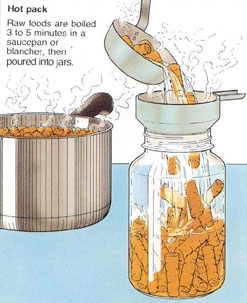 Hot pack
Raw foods are boiled
3 to 5 minutes in a
saucepan or
blancher, then
poured into jars.